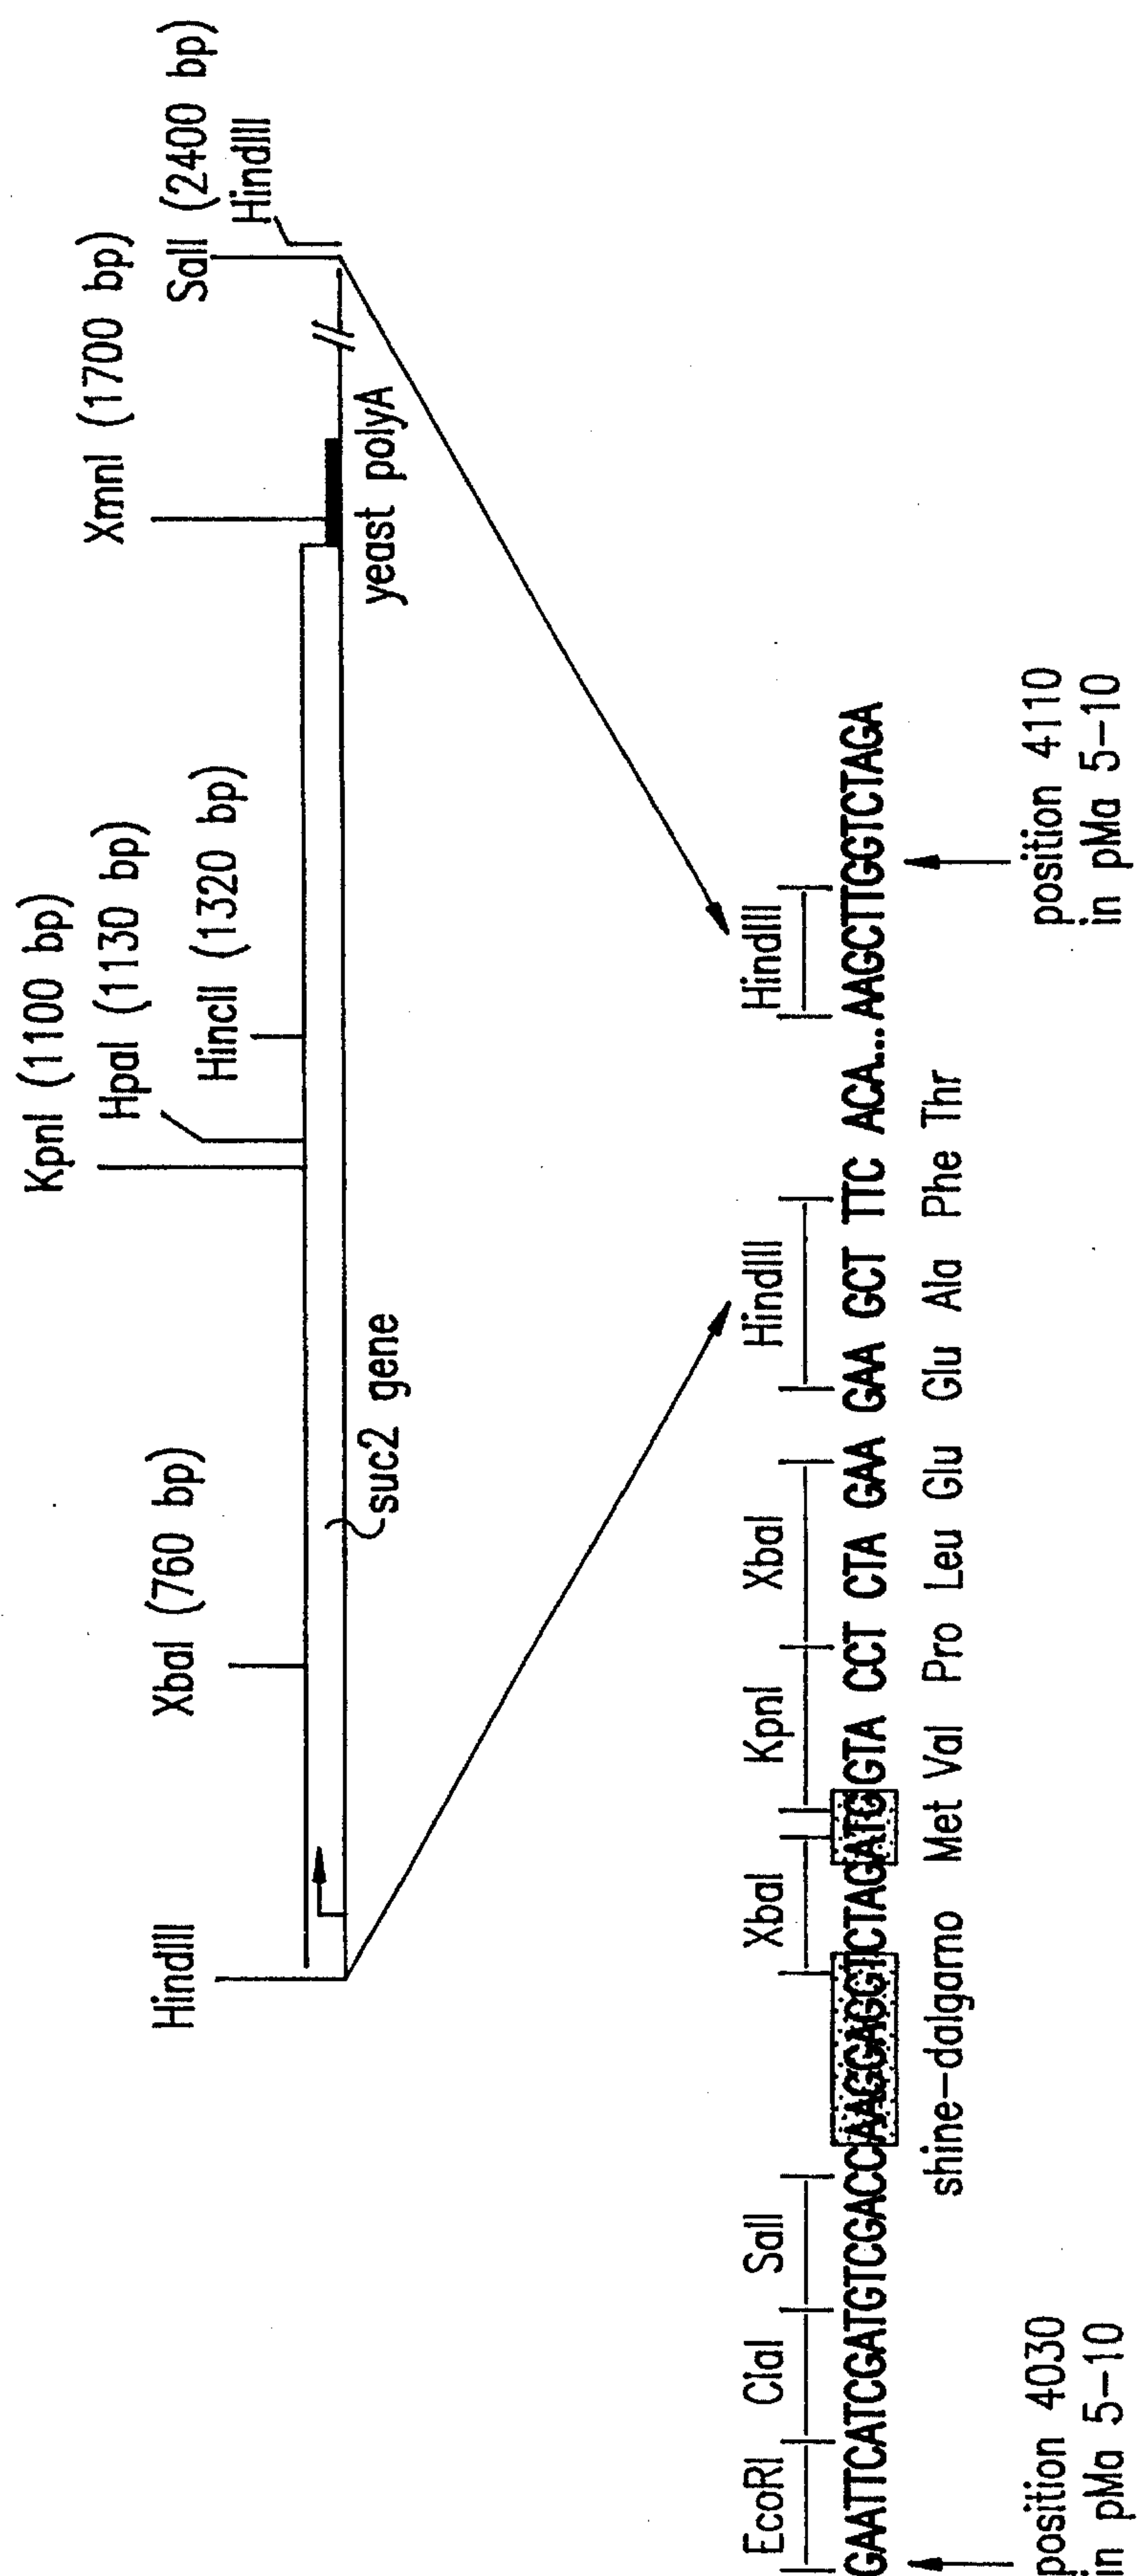 KpnI (1100 bp)
HpaI (1130 bp)
XmnI (1700 bp)
XbaI (760 bp)
HincII (1320 bp)
SalI (2400 bp)
HindIII
HindIII
suc2 gene
yeast polyA
EcoRI ClaI SalI XbaI KpnI XbaI HindIII HindIII
GAATTCATCGATGTCGACCAAGGAGGTCTAGATG GTA CCT CTA GAA GAA GCT TTC ACA...AAGCTTGGTCTAGA
shine-dalgarno Met Val Pro Leu Glu Glu Ala Phe Thr
position 4030
in pMa 5-10
position 4110
in pMa 5-10